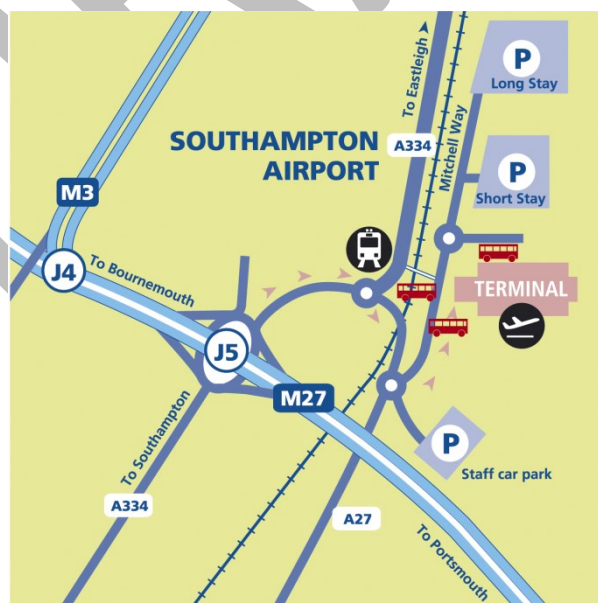 To Eastleigh
P
Long Stay
SOUTHAMPTON
AIRPORT
A334
Mitchell Way
M3
P
Short Stay
J4
To Bournemouth
TERMINAL
J5
M27
To Southampton
P
Staff car park
A334
A27
To Portsmouth